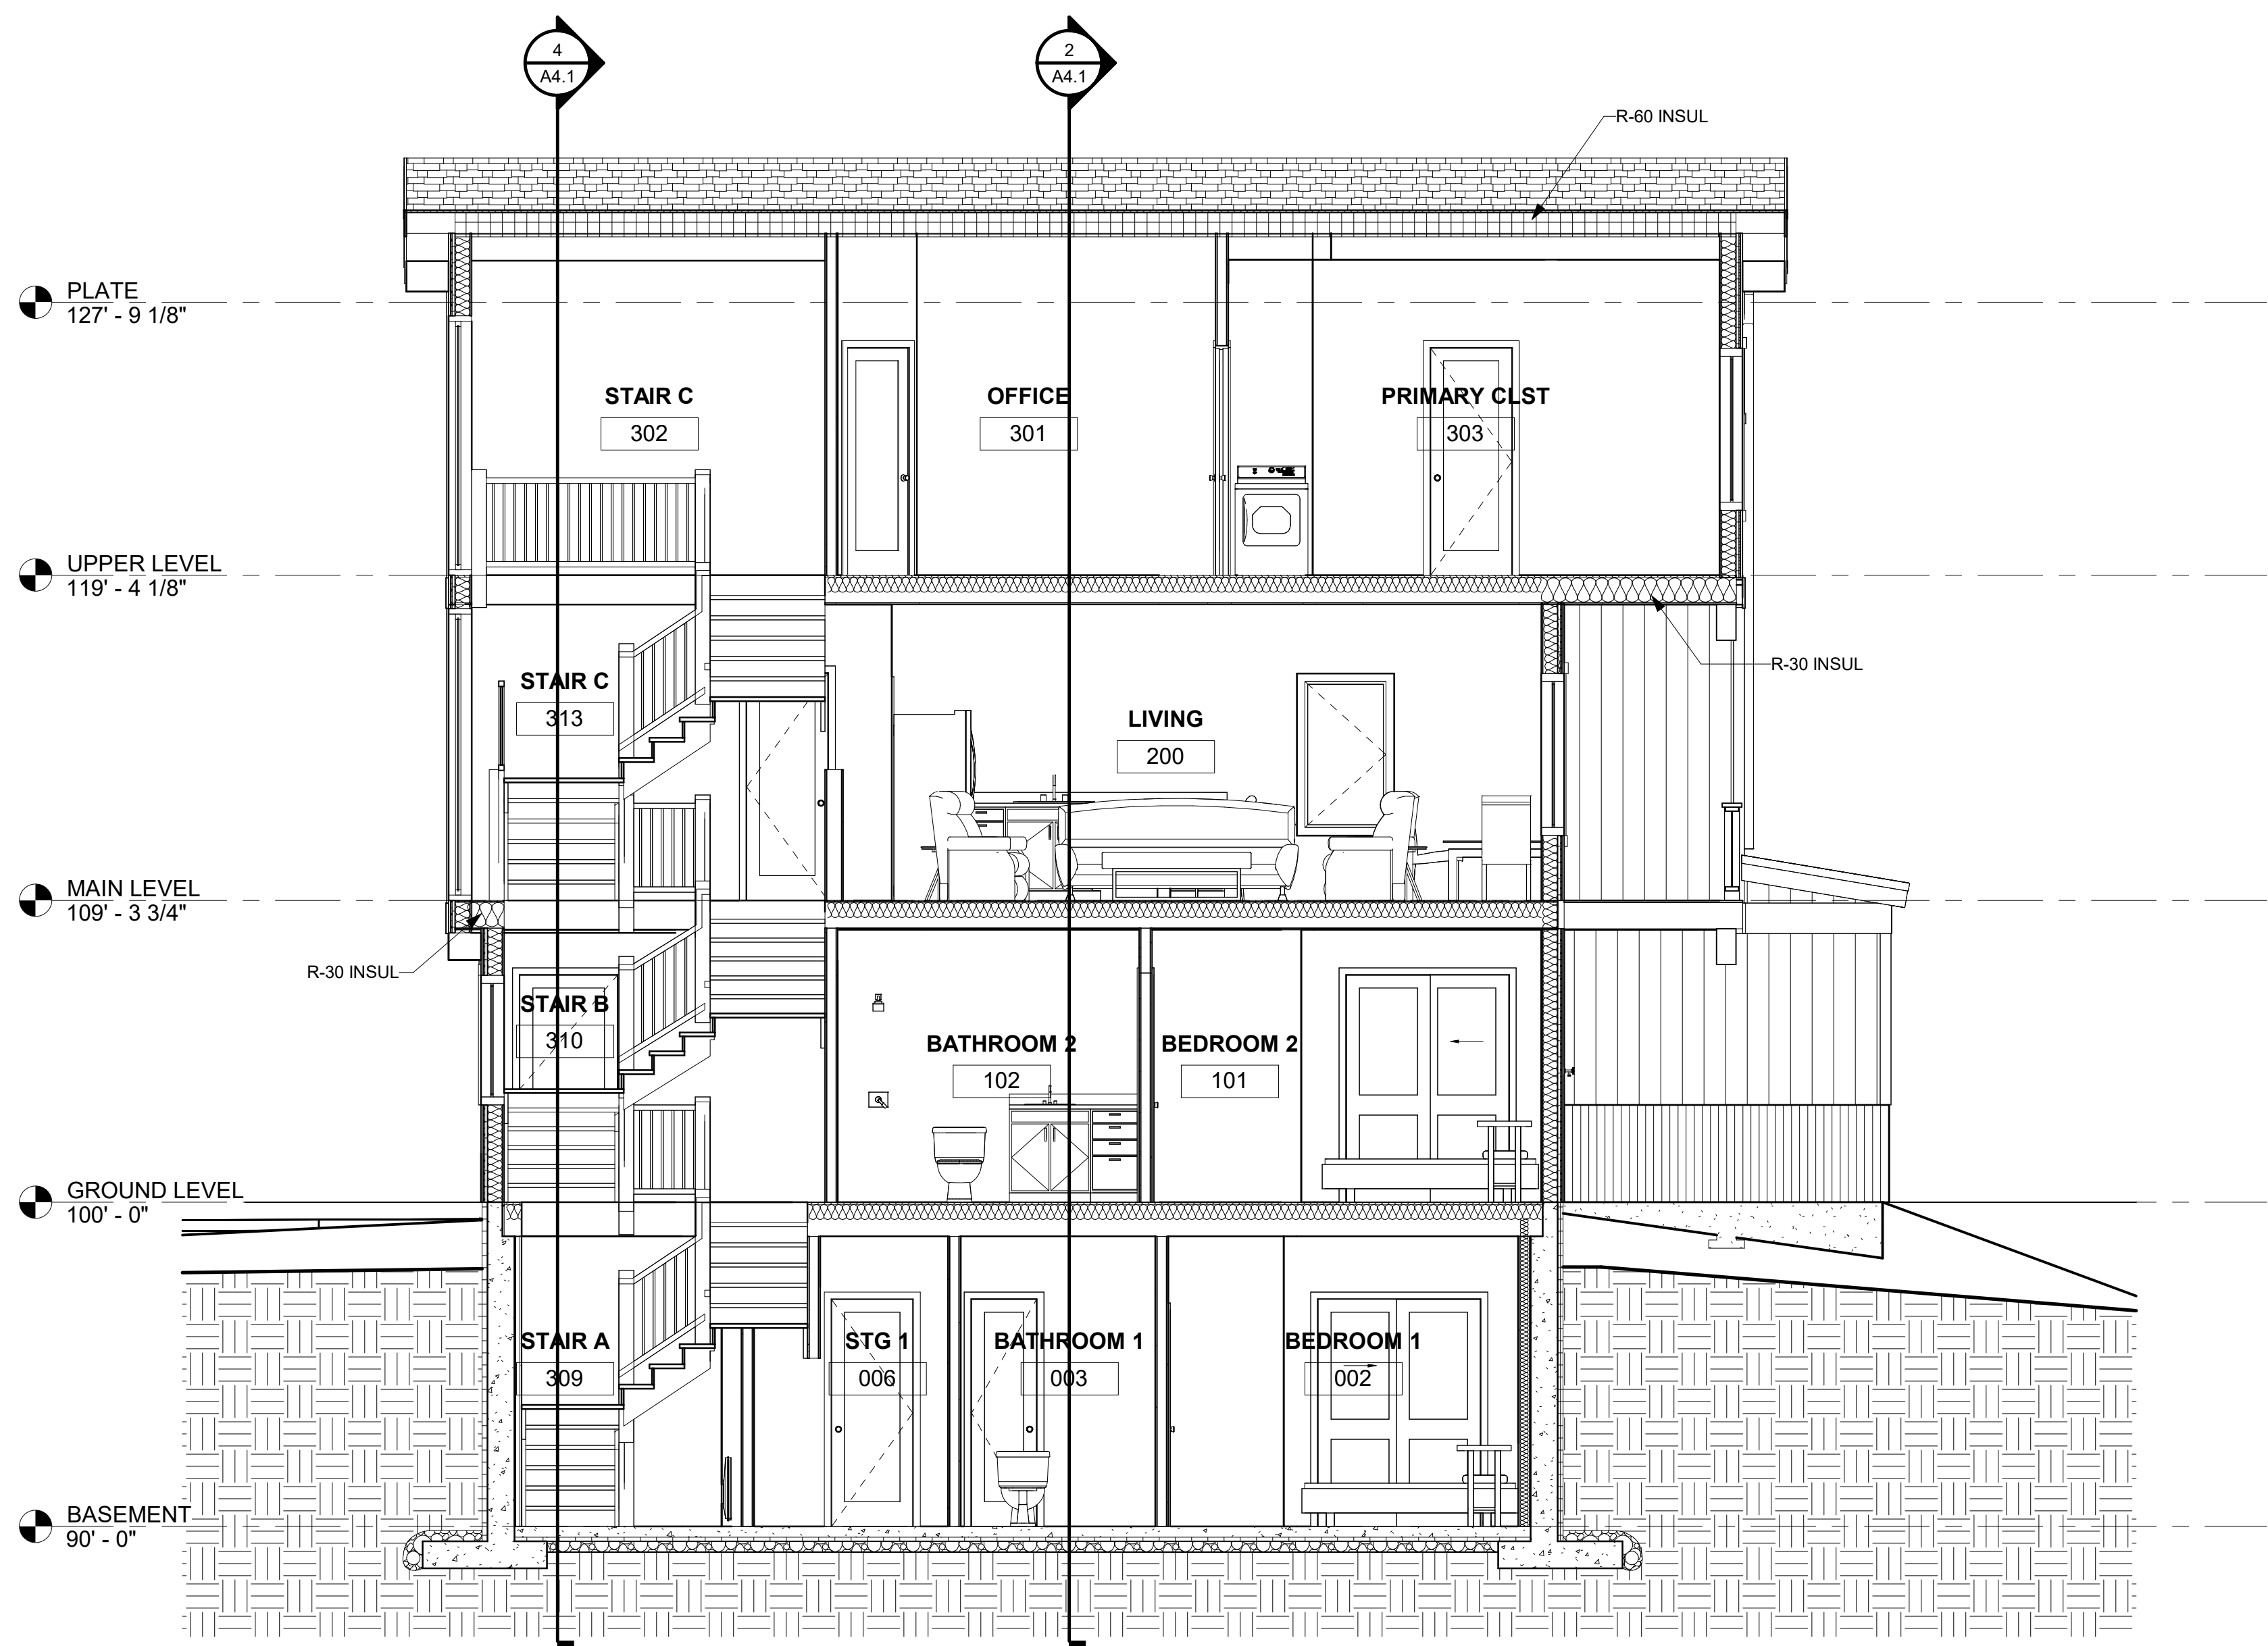 4
A4.1
2
A4.1
R-60 INSUL
PLATE
127' - 9 1/8"
STAIR C
302
OFFICE
301
PRIMARY CLST
303
UPPER LEVEL
119' - 4 1/8"
R-30 INSUL
STAIR C
313
LIVING
200
MAIN LEVEL
109' - 3 3/4"
R-30 INSUL
STAIR B
310
BATHROOM 2
102
BEDROOM 2
101
GROUND LEVEL
100' - 0"
STAIR A
309
STG 1
006
BATHROOM 1
003
BEDROOM 1
002
BASEMENT
90' - 0"